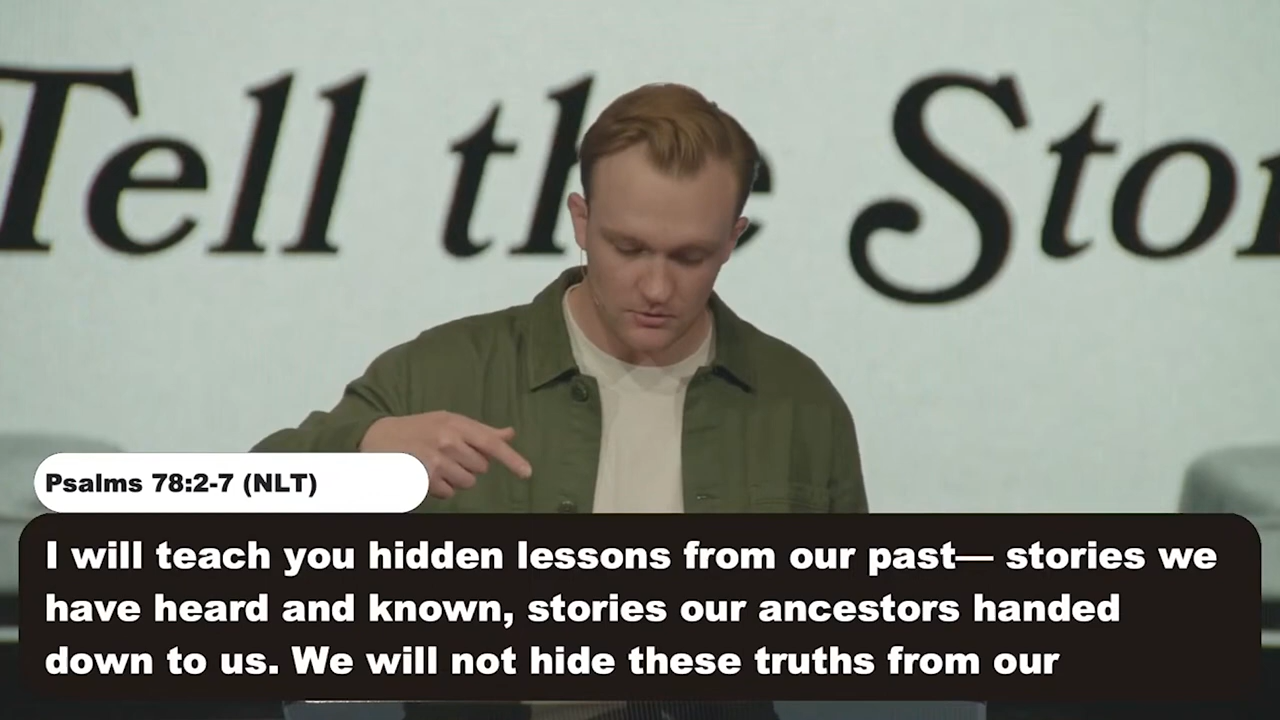 Tell the Stor
Psalms 78:2-7 (NLT)
I will teach you hidden lessons from our past— stories we
have heard and known, stories our ancestors handed
down to us. We will not hide these truths from our